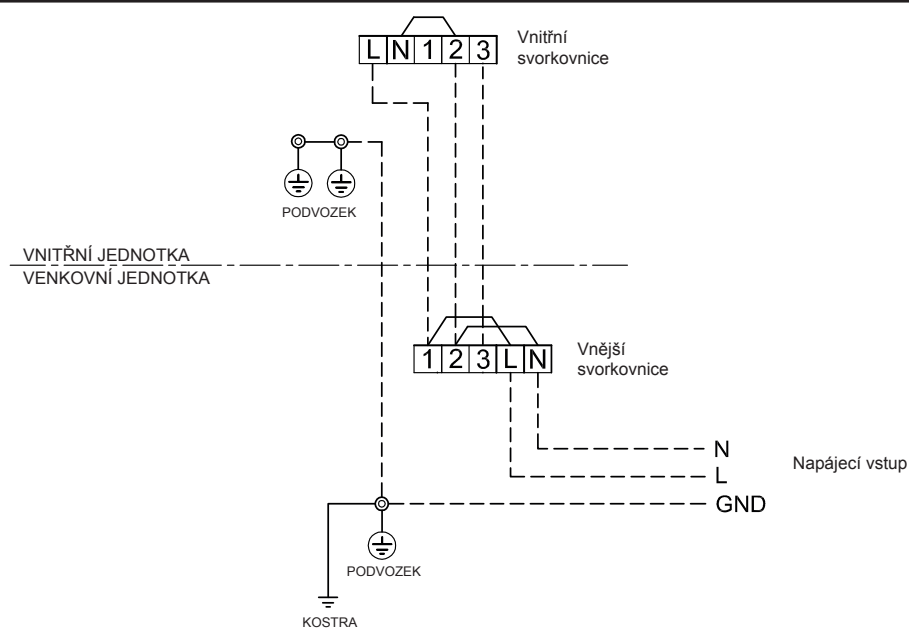 L N 1 2 3
Vnitřní
svorkovnice
PODVOZEK
VNITŘNÍ JEDNOTKA
VENKOVNÍ JEDNOTKA
1 2 3 L N
Vnější
svorkovnice
N
L
GND
Napájecí vstup
PODVOZEK
KOSTRA